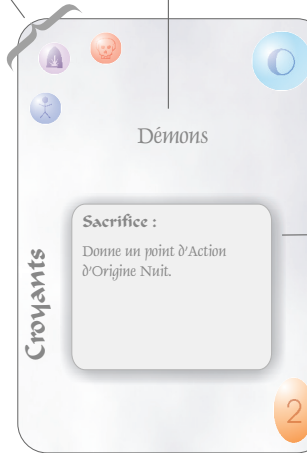 Démons
Sacrifice :
Donne un point d'Action
d'Origine Nuit.
Croyants
2